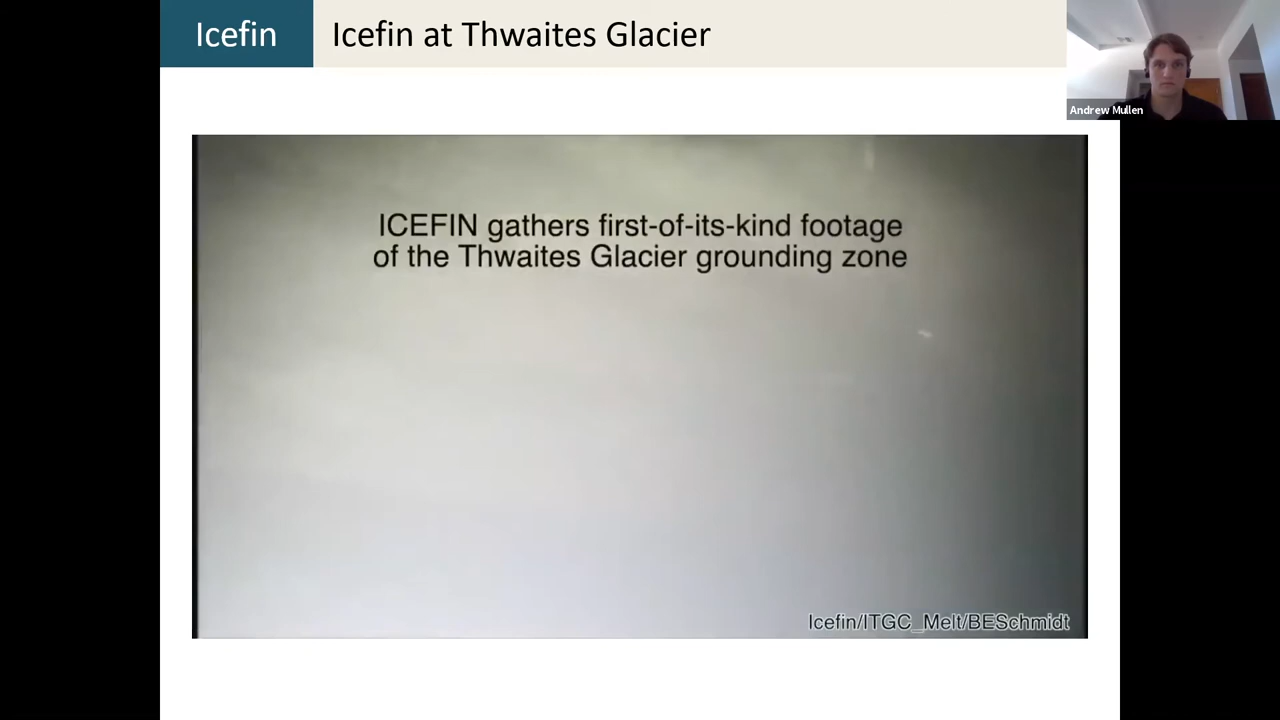 Icefin
Icefin at Thwaites Glacier
Andrew Mullen
ICEFIN gathers first-of-its-kind footage
of the Thwaites Glacier grounding zone
Icefin/ITGC_Melt/BESchmidt